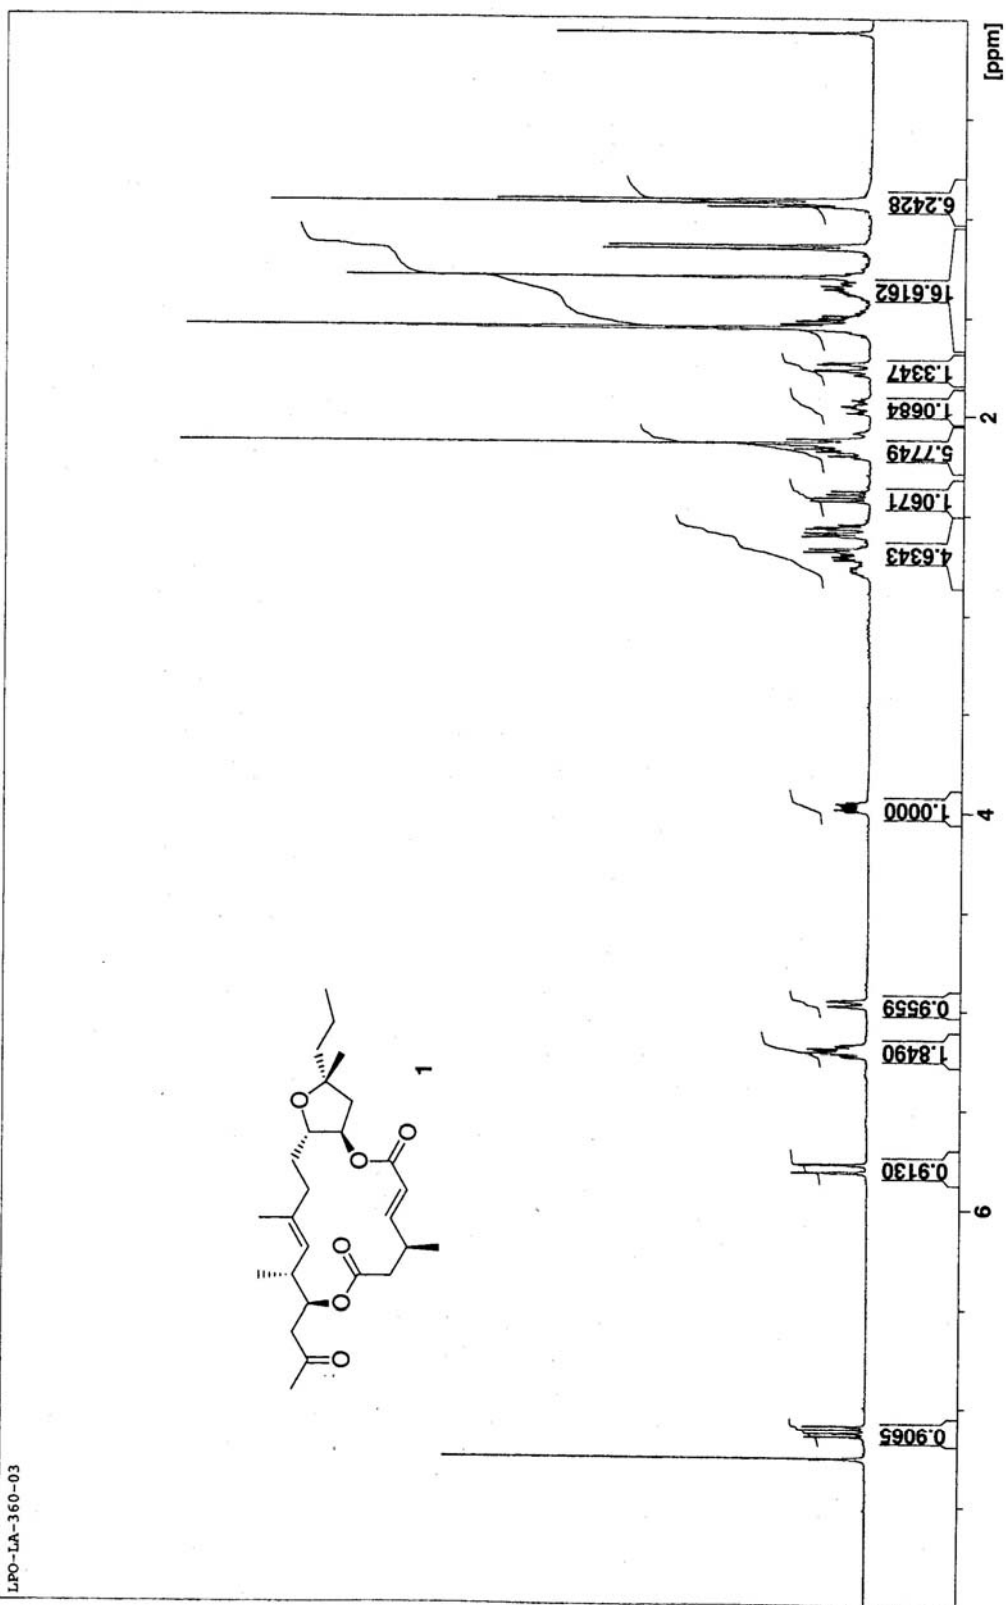 LPO-LA-360-03
O
O
O
O
O
O
1
0.9065
0.9130
1.8490
0.9559
1.0000
4.6343
1.0671
5.7749
1.0684
1.3347
16.6162
6.2428
6
4
2
[ppm]